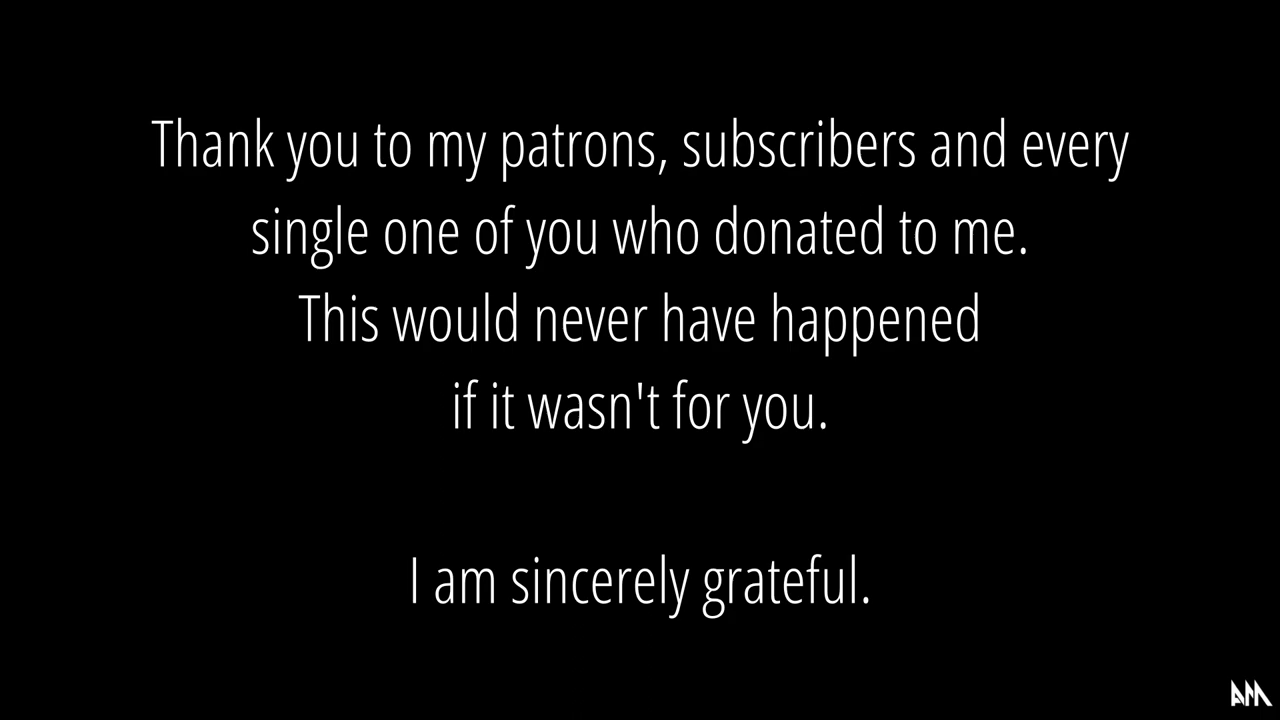 Thank you to my patrons, subscribers and every
single one of you who donated to me.
This would never have happened
if it wasn't for you.
I am sincerely grateful.